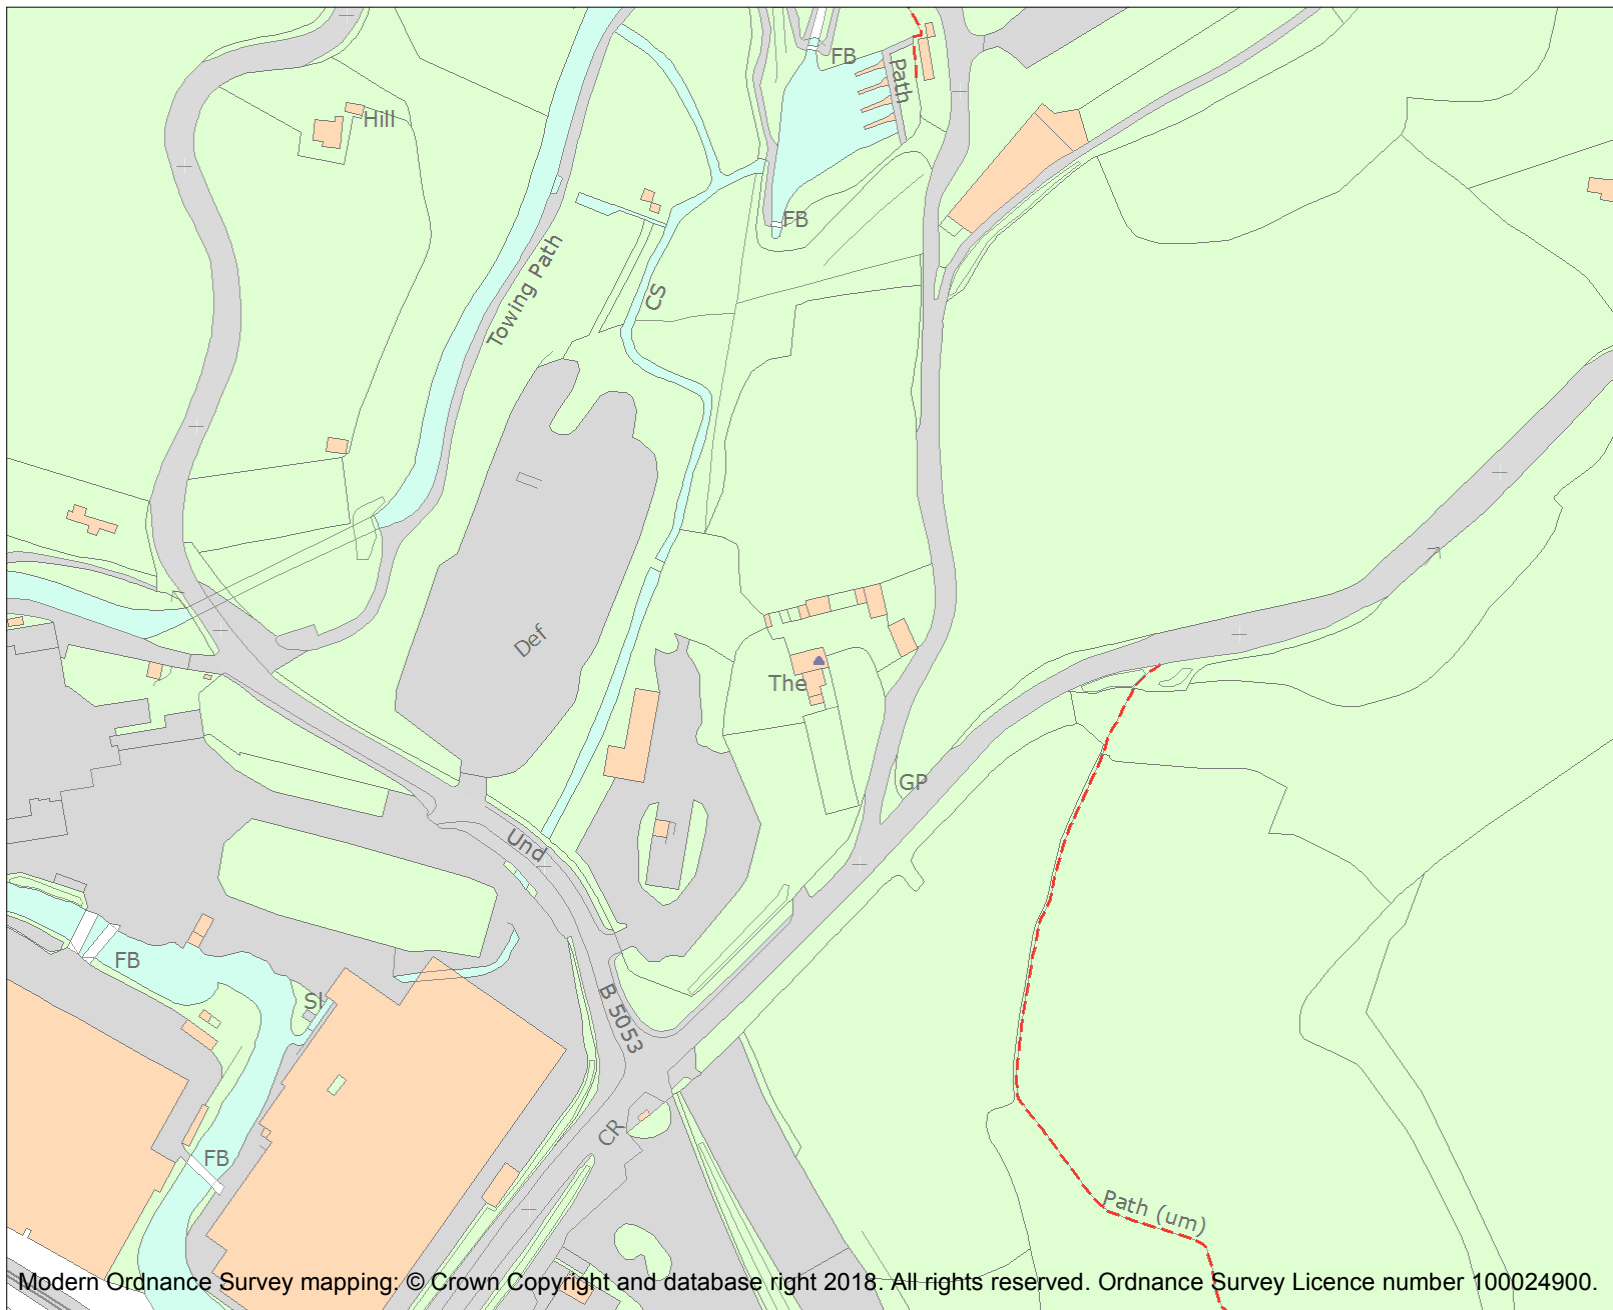 FB
Path
Hill
FB
Towing Path
CS
Def
The
GP
Und
FB
Sl
B 5053
CR
FB
Path (um)
Modern Ordnance Survey mapping: © Crown Copyright and database right 2018. All rights reserved. Ordnance Survey Licence number 100024900.